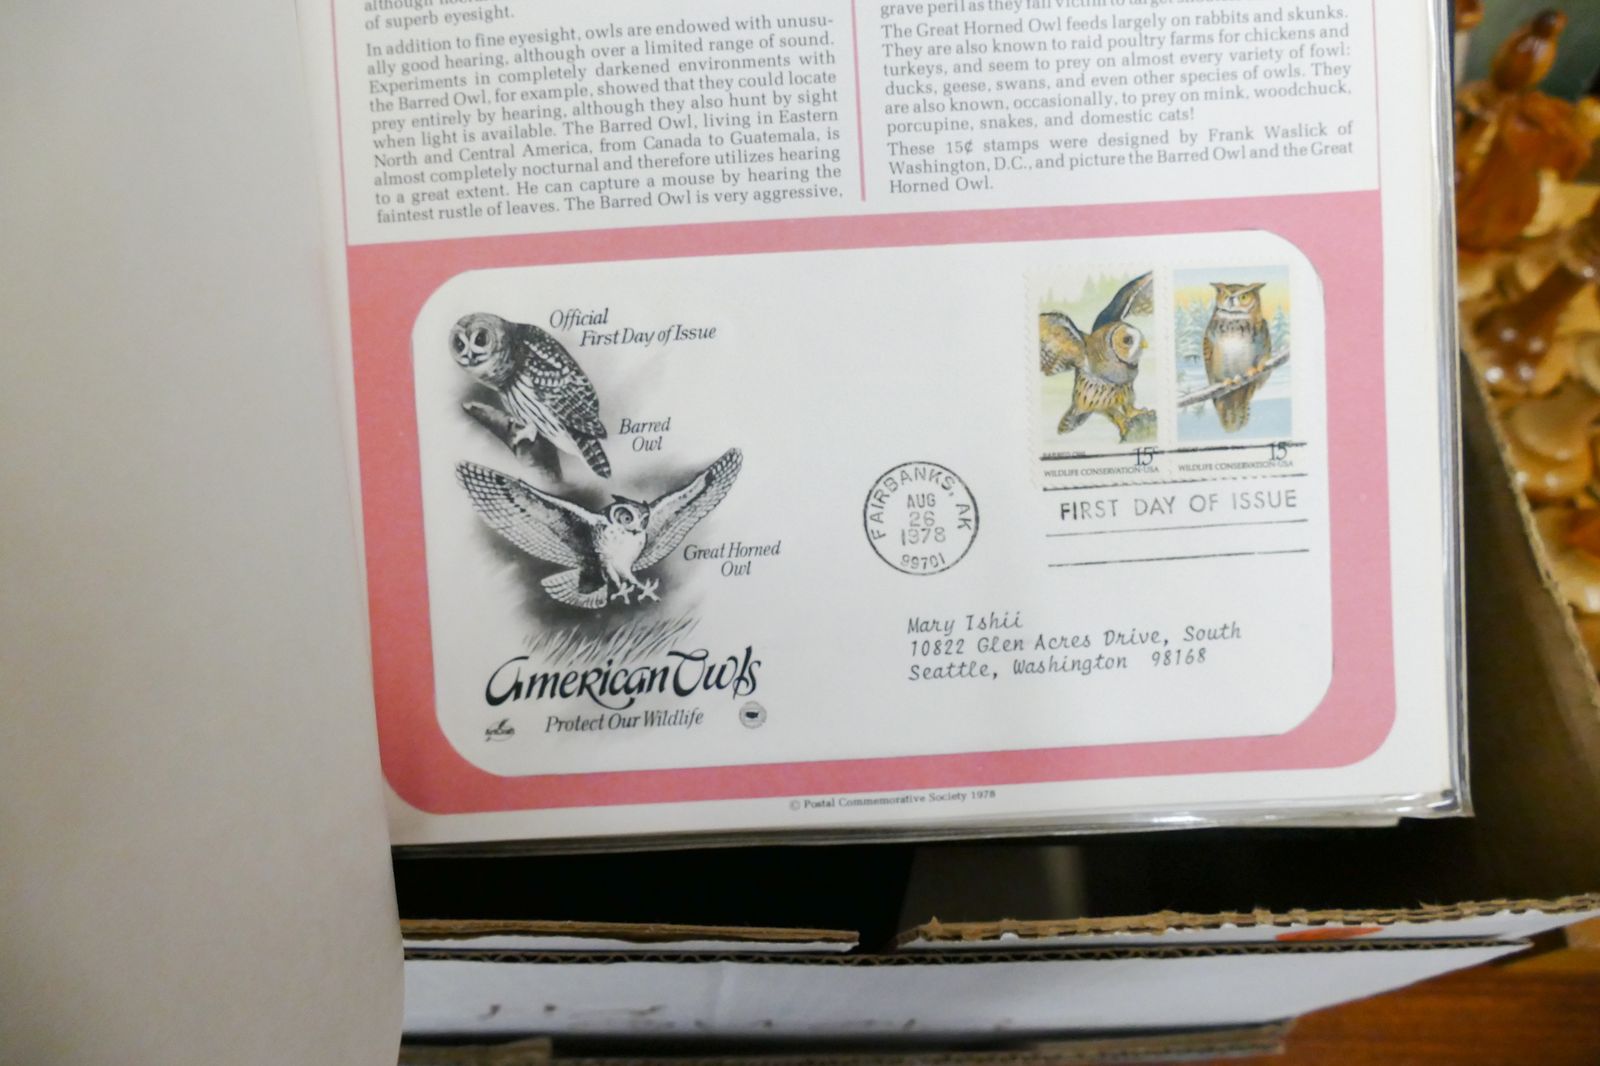 of superb eyesight.
In addition to fine eyesight, owls are endowed with unusu-
ally good hearing, although over a limited range of sound.
Experiments in completely darkened environments with
the Barred Owl, for example, showed that they could locate
prey entirely by hearing, although they also hunt by sight
when light is available. The Barred Owl, living in Eastern
North and Central America, from Canada to Guatemala, is
almost completely nocturnal and therefore utilizes hearing
to a great extent. He can capture a mouse by hearing the
faintest rustle of leaves. The Barred Owl is very aggressive,
grave peril as they fall victim to
The Great Horned Owl feeds largely on rabbits and skunks.
They are also known to raid poultry farms for chickens and
turkeys, and seem to prey on almost every variety of fowl:
ducks, geese, swans, and even other species of owls. They
are also known, occasionally, to prey on mink, woodchuck,
porcupine, snakes, and domestic cats!
These 15¢ stamps were designed by Frank Waslick of
Washington, D.C., and picture the Barred Owl and the Great
Horned Owl.
Official
First Day of Issue
Barred
Owl
Great Horned
Owl
American Owls
Protect Our Wildlife
ArtCraft
15¢
WILDLIFE CONSERVATION·USA
15¢
WILDLIFE CONSERVATION·USA
FAIRBANKS, AK
AUG
26
1978
99701
FIRST DAY OF ISSUE
Mary Ishii
10822 Glen Acres Drive, South
Seattle, Washington 98168
© Postal Commemorative Society 1978